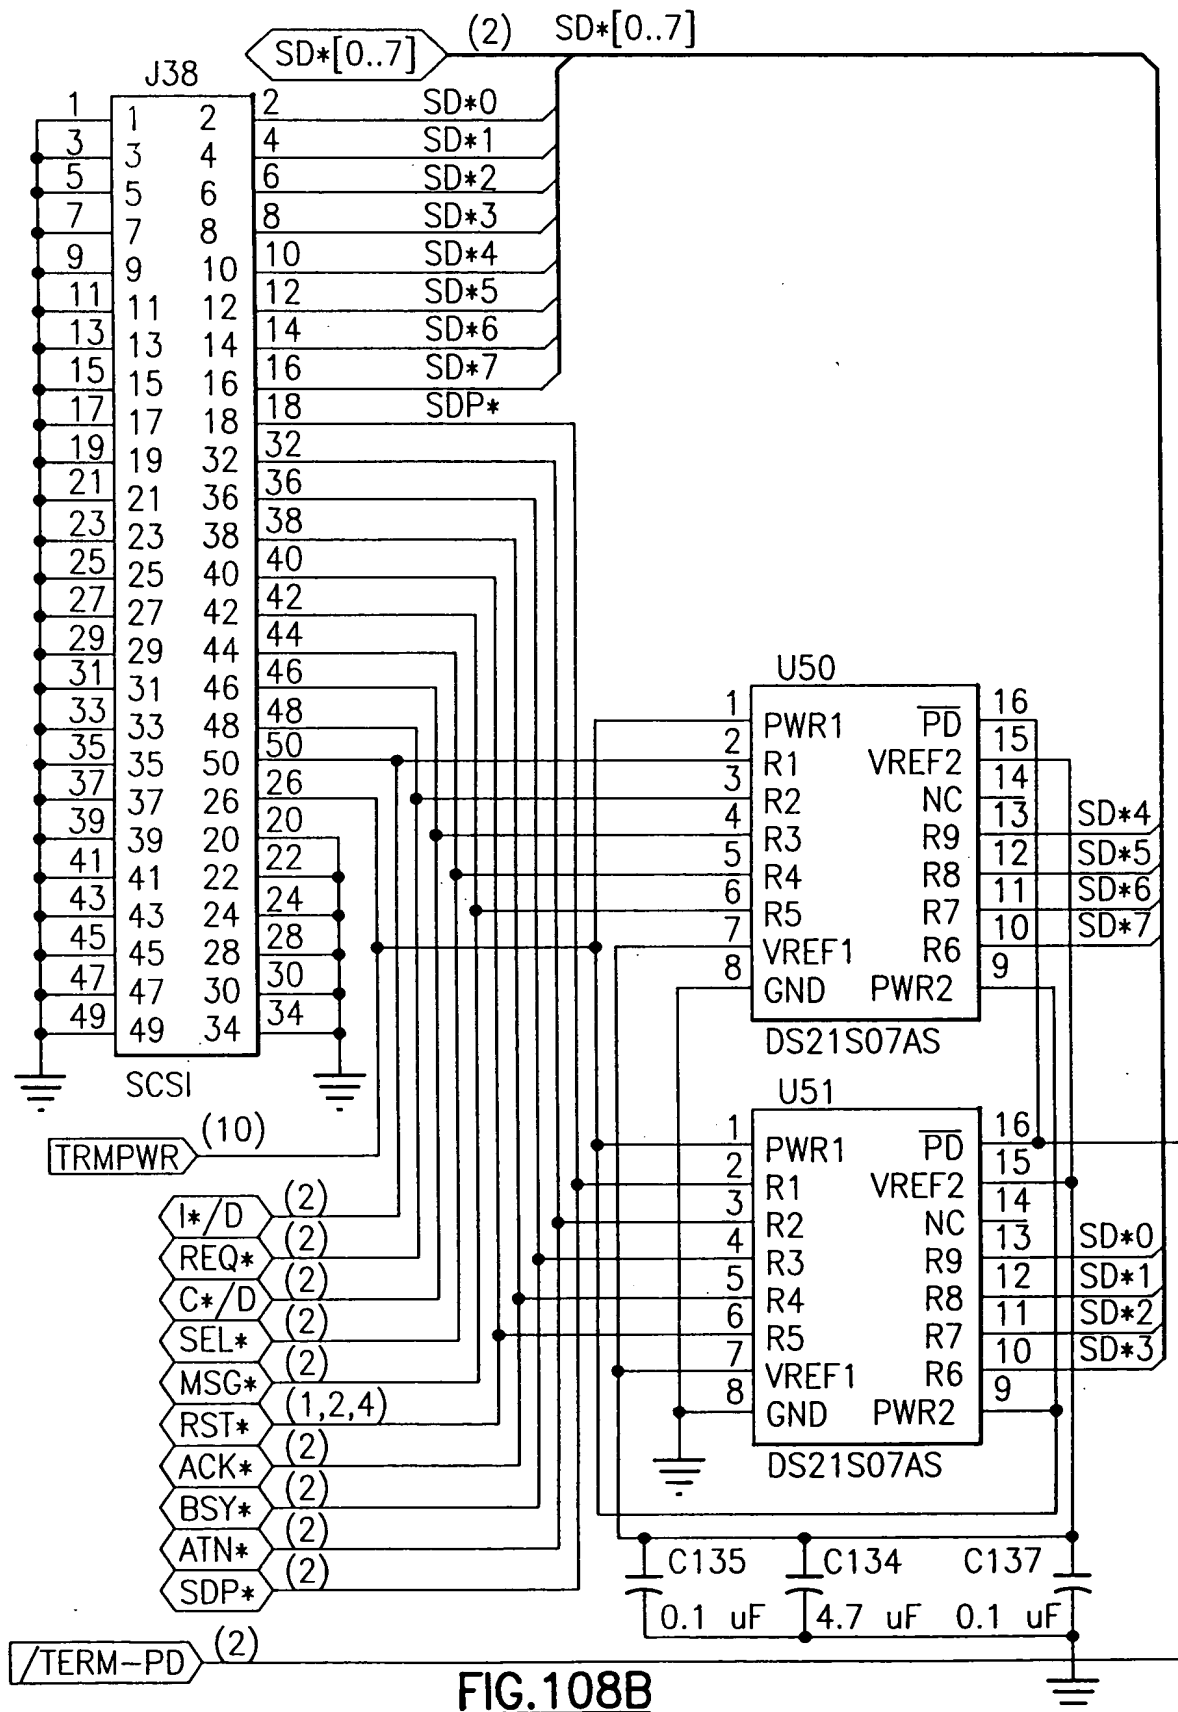 SD*[0..7] (2) SD*[0..7]
J38
1 1 2 2 SD*0
3 3 4 4 SD*1
5 5 6 6 SD*2
7 7 8 8 SD*3
9 9 10 10 SD*4
11 11 12 12 SD*5
13 13 14 14 SD*6
15 15 16 16 SD*7
17 17 18 18 SDP*
19 19 32 32
21 21 36 36
23 23 38 38
25 25 40 40
27 27 42 42
29 29 44 44
31 31 46 46
33 33 48 48
35 35 50 50
37 37 26 26
39 39 20 20
41 41 22 22
43 43 24 24
45 45 28 28
47 47 30 30
49 49 34 34
SCSI
U50
1 PWR1 PD 16
2 R1 VREF2 15
3 R2 NC 14
4 R3 R9 13 SD*4
5 R4 R8 12 SD*5
6 R5 R7 11 SD*6
7 VREF1 R6 10 SD*7
8 GND PWR2 9
DS21S07AS
U51
1 PWR1 PD 16
2 R1 VREF2 15
3 R2 NC 14
4 R3 R9 13 SD*0
5 R4 R8 12 SD*1
6 R5 R7 11 SD*2
7 VREF1 R6 10 SD*3
8 GND PWR2 9
DS21S07AS
TRMPWR (10)
I*/D (2)
REQ* (2)
C*/D (2)
SEL* (2)
MSG* (2)
RST* (1,2,4)
ACK* (2)
BSY* (2)
ATN* (2)
SDP* (2)
C135 C134 C137
0.1 uF 4.7 uF 0.1 uF
/TERM-PD (2)
FIG.108B